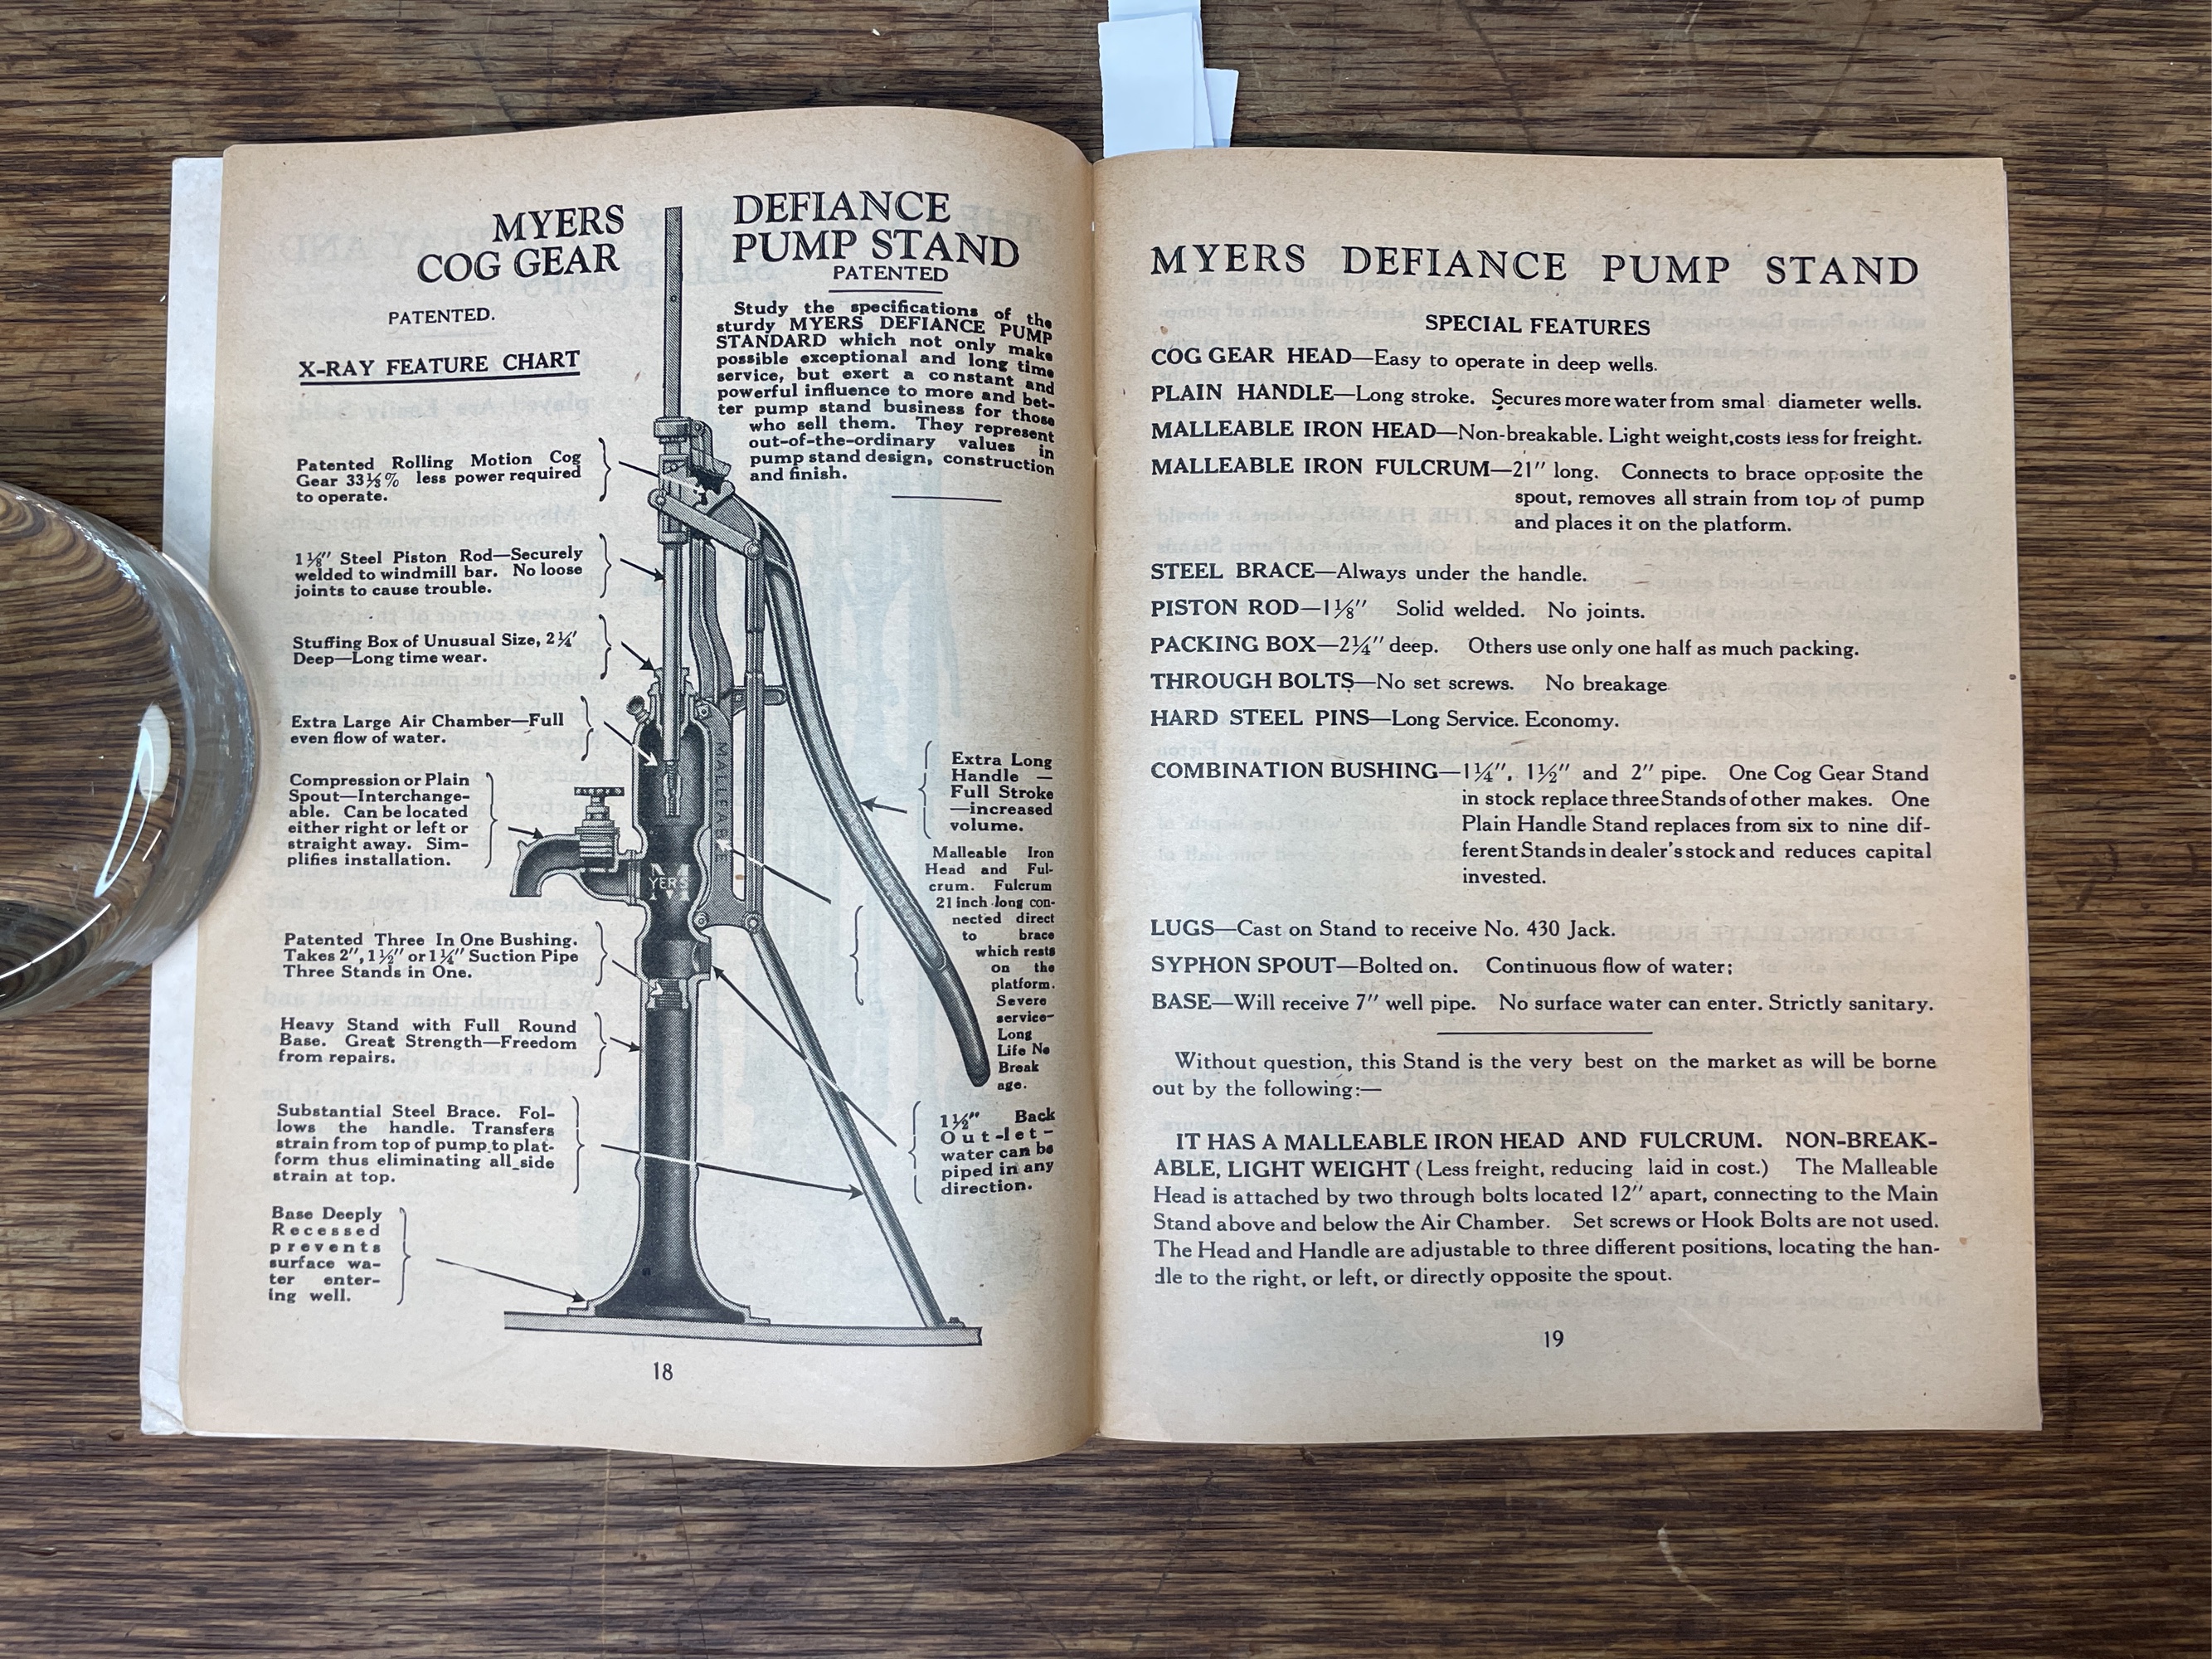 MYERS
COG GEAR
PATENTED.
X-RAY FEATURE CHART
DEFIANCE
PUMP STAND
PATENTED
Study the specifications of the
sturdy MYERS DEFIANCE PUMP
STANDARD which not only make
possible exceptional and long time
service, but exert a constant and
powerful influence to more and bet-
ter pump stand business for those
who sell them. They represent
out-of-the-ordinary values in
pump stand design, construction
and finish.
Patented Rolling Motion Cog
Gear 33⅓% less power required
to operate.
1⅛" Steel Piston Rod—Securely
welded to windmill bar. No loose
joints to cause trouble.
Stuffing Box of Unusual Size, 2¼'
Deep—Long time wear.
Extra Large Air Chamber—Full
even flow of water.
Compression or Plain
Spout—Interchange-
able. Can be located
either right or left or
straight away. Sim-
plifies installation.
Patented Three In One Bushing.
Takes 2", 1½" or 1¼" Suction Pipe
Three Stands in One.
Heavy Stand with Full Round
Base. Great Strength—Freedom
from repairs.
Substantial Steel Brace. Fol-
lows the handle. Transfers
strain from top of pump to plat-
form thus eliminating all side
strain at top.
Base Deeply
Recessed
prevents
surface wa-
ter enter-
ing well.
MALLEABLE
MYERS
Extra Long
Handle —
Full Stroke
—increased
volume.
Malleable Iron
Head and Ful-
crum. Fulcrum
21 inch long con-
nected direct
to brace
which rests
on the
platform.
Severe
service—
Long
Life No
Break
age.
1½" Back
Out-let-
water can be
piped in any
direction.
18
MYERS DEFIANCE PUMP STAND
SPECIAL FEATURES
COG GEAR HEAD—Easy to operate in deep wells.
PLAIN HANDLE—Long stroke. Secures more water from smal diameter wells.
MALLEABLE IRON HEAD—Non-breakable. Light weight, costs less for freight.
MALLEABLE IRON FULCRUM—21" long. Connects to brace opposite the
spout, removes all strain from top of pump
and places it on the platform.
STEEL BRACE—Always under the handle.
PISTON ROD—1⅛" Solid welded. No joints.
PACKING BOX—2¼" deep. Others use only one half as much packing.
THROUGH BOLTS—No set screws. No breakage
HARD STEEL PINS—Long Service. Economy.
COMBINATION BUSHING—1¼", 1½" and 2" pipe. One Cog Gear Stand
in stock replace three Stands of other makes. One
Plain Handle Stand replaces from six to nine dif-
ferent Stands in dealer's stock and reduces capital
invested.
LUGS—Cast on Stand to receive No. 430 Jack.
SYPHON SPOUT—Bolted on. Continuous flow of water;
BASE—Will receive 7" well pipe. No surface water can enter. Strictly sanitary.
Without question, this Stand is the very best on the market as will be borne
out by the following:—
IT HAS A MALLEABLE IRON HEAD AND FULCRUM. NON-BREAK-
ABLE, LIGHT WEIGHT (Less freight, reducing laid in cost.) The Malleable
Head is attached by two through bolts located 12" apart, connecting to the Main
Stand above and below the Air Chamber. Set screws or Hook Bolts are not used.
The Head and Handle are adjustable to three different positions, locating the han-
dle to the right, or left, or directly opposite the spout.
19